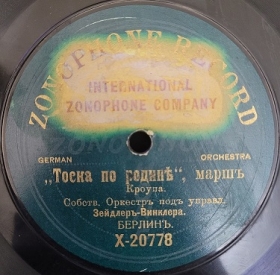 ZONOPHONE RECORD
INTERNATIONAL
ZONOPHONE COMPANY
GERMAN ORCHESTRA
„Тоска по родинѣ“, маршъ
Кроупа.
Собств. Оркестръ подъ управл.
Зейдлеръ-Винклера.
БЕРЛИНЪ.
X-20778